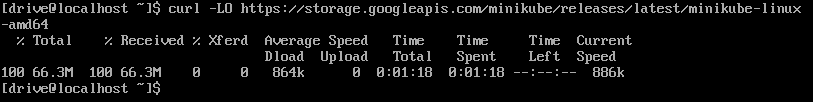 [drive@localhost ~]$ curl -LO https://storage.googleapis.com/minikube/releases/latest/minikube-linux
-amd64
  % Total    % Received % Xferd  Average Speed   Time    Time     Time  Current
                                 Dload  Upload   Total   Spent    Left  Speed
100 66.3M  100 66.3M    0     0   864k      0  0:01:18  0:01:18 --:--:--  886k
[drive@localhost ~]$